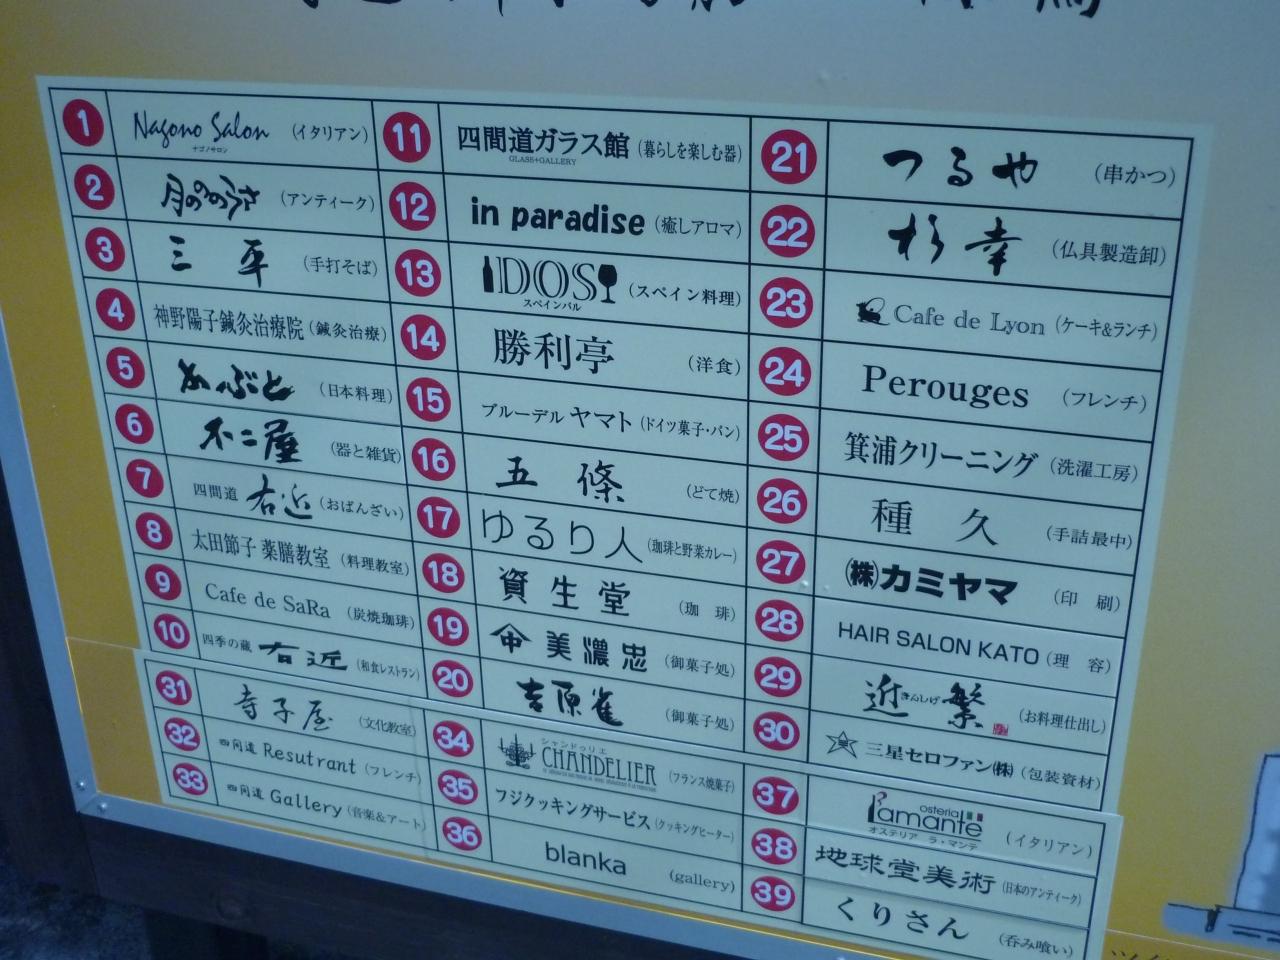 1 Nagono Salon (イタリアン)
ナゴノサロン
2 月ののうさ (アンティーク)
3 三平 (手打そば)
4 神野陽子鍼灸治療院 (鍼灸治療)
5 かぶと (日本料理)
6 不二屋 (器と雑貨)
7 四間道 右近 (おばんざい)
8 太田節子 薬膳教室 (料理教室)
9 Cafe de SaRa (炭焼珈琲)
10 四季の蔵 右近 (和食レストラン)
11 四間道ガラス館 (暮らしを楽しむ器)
GLASS+GALLERY
12 in paradise (癒しアロマ)
13 IDOS (スペイン料理)
スペインバル
14 勝利亭 (洋食)
15 ブルーデル ヤマト (ドイツ菓子・パン)
16 五條 (どて焼)
17 ゆるり人 (珈琲と野菜カレー)
18 資生堂 (珈琲)
19 中 美濃忠 (御菓子処)
20 吉原雀 (御菓子処)
21 つるや (串かつ)
22 杉幸 (仏具製造卸)
23 Cafe de Lyon (ケーキ&ランチ)
24 Perouges (フレンチ)
25 箕浦クリーニング (洗濯工房)
26 種久 (手詰最中)
27 ㈱カミヤマ (印刷)
28 HAIR SALON KATO (理容)
29 近繁 きんしげ (お料理仕出し)
30 三星セロファン㈱ (包装資材)
31 寺子屋 (文化教室)
32 四間道 Resutrant (フレンチ)
33 四間道 Gallery (音楽&アート)
34 シャンドゥリエ
CHANDELIER (フランス焼菓子)
35 フジクッキングサービス (クッキングヒーター)
36 blanka (gallery)
37 osteria
l'amante (イタリアン)
オステリア ラ・マンテ
38 地球堂美術 (日本のアンティーク)
39 くりさん (呑み喰い)